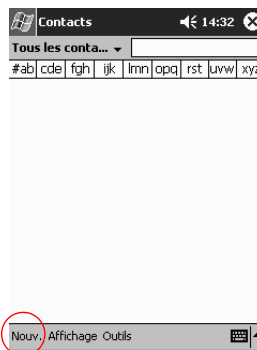 Contacts 14:32
Tous les conta...
#ab cde fgh ijk lmn opq rst uvw xyz
Nouv. Affichage Outils